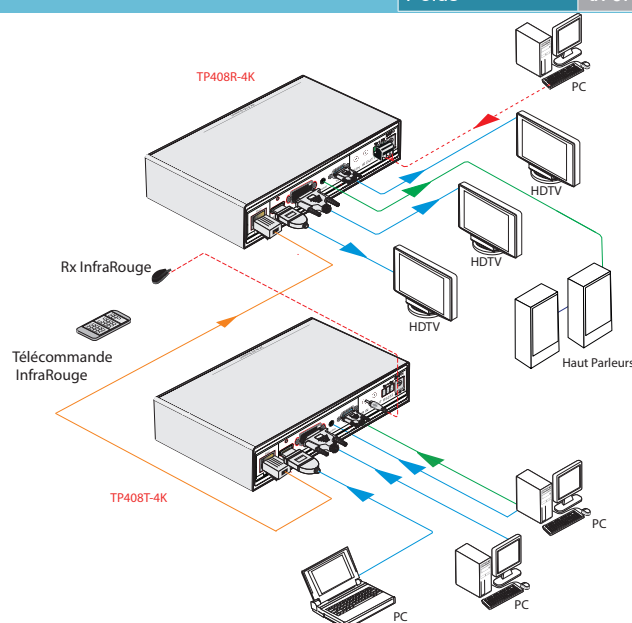 TP408R-4K
PC
HDTV
HDTV
HDTV
Rx InfraRouge
Haut Parleurs
Télécommande
InfraRouge
TP408T-4K
PC
PC
PC